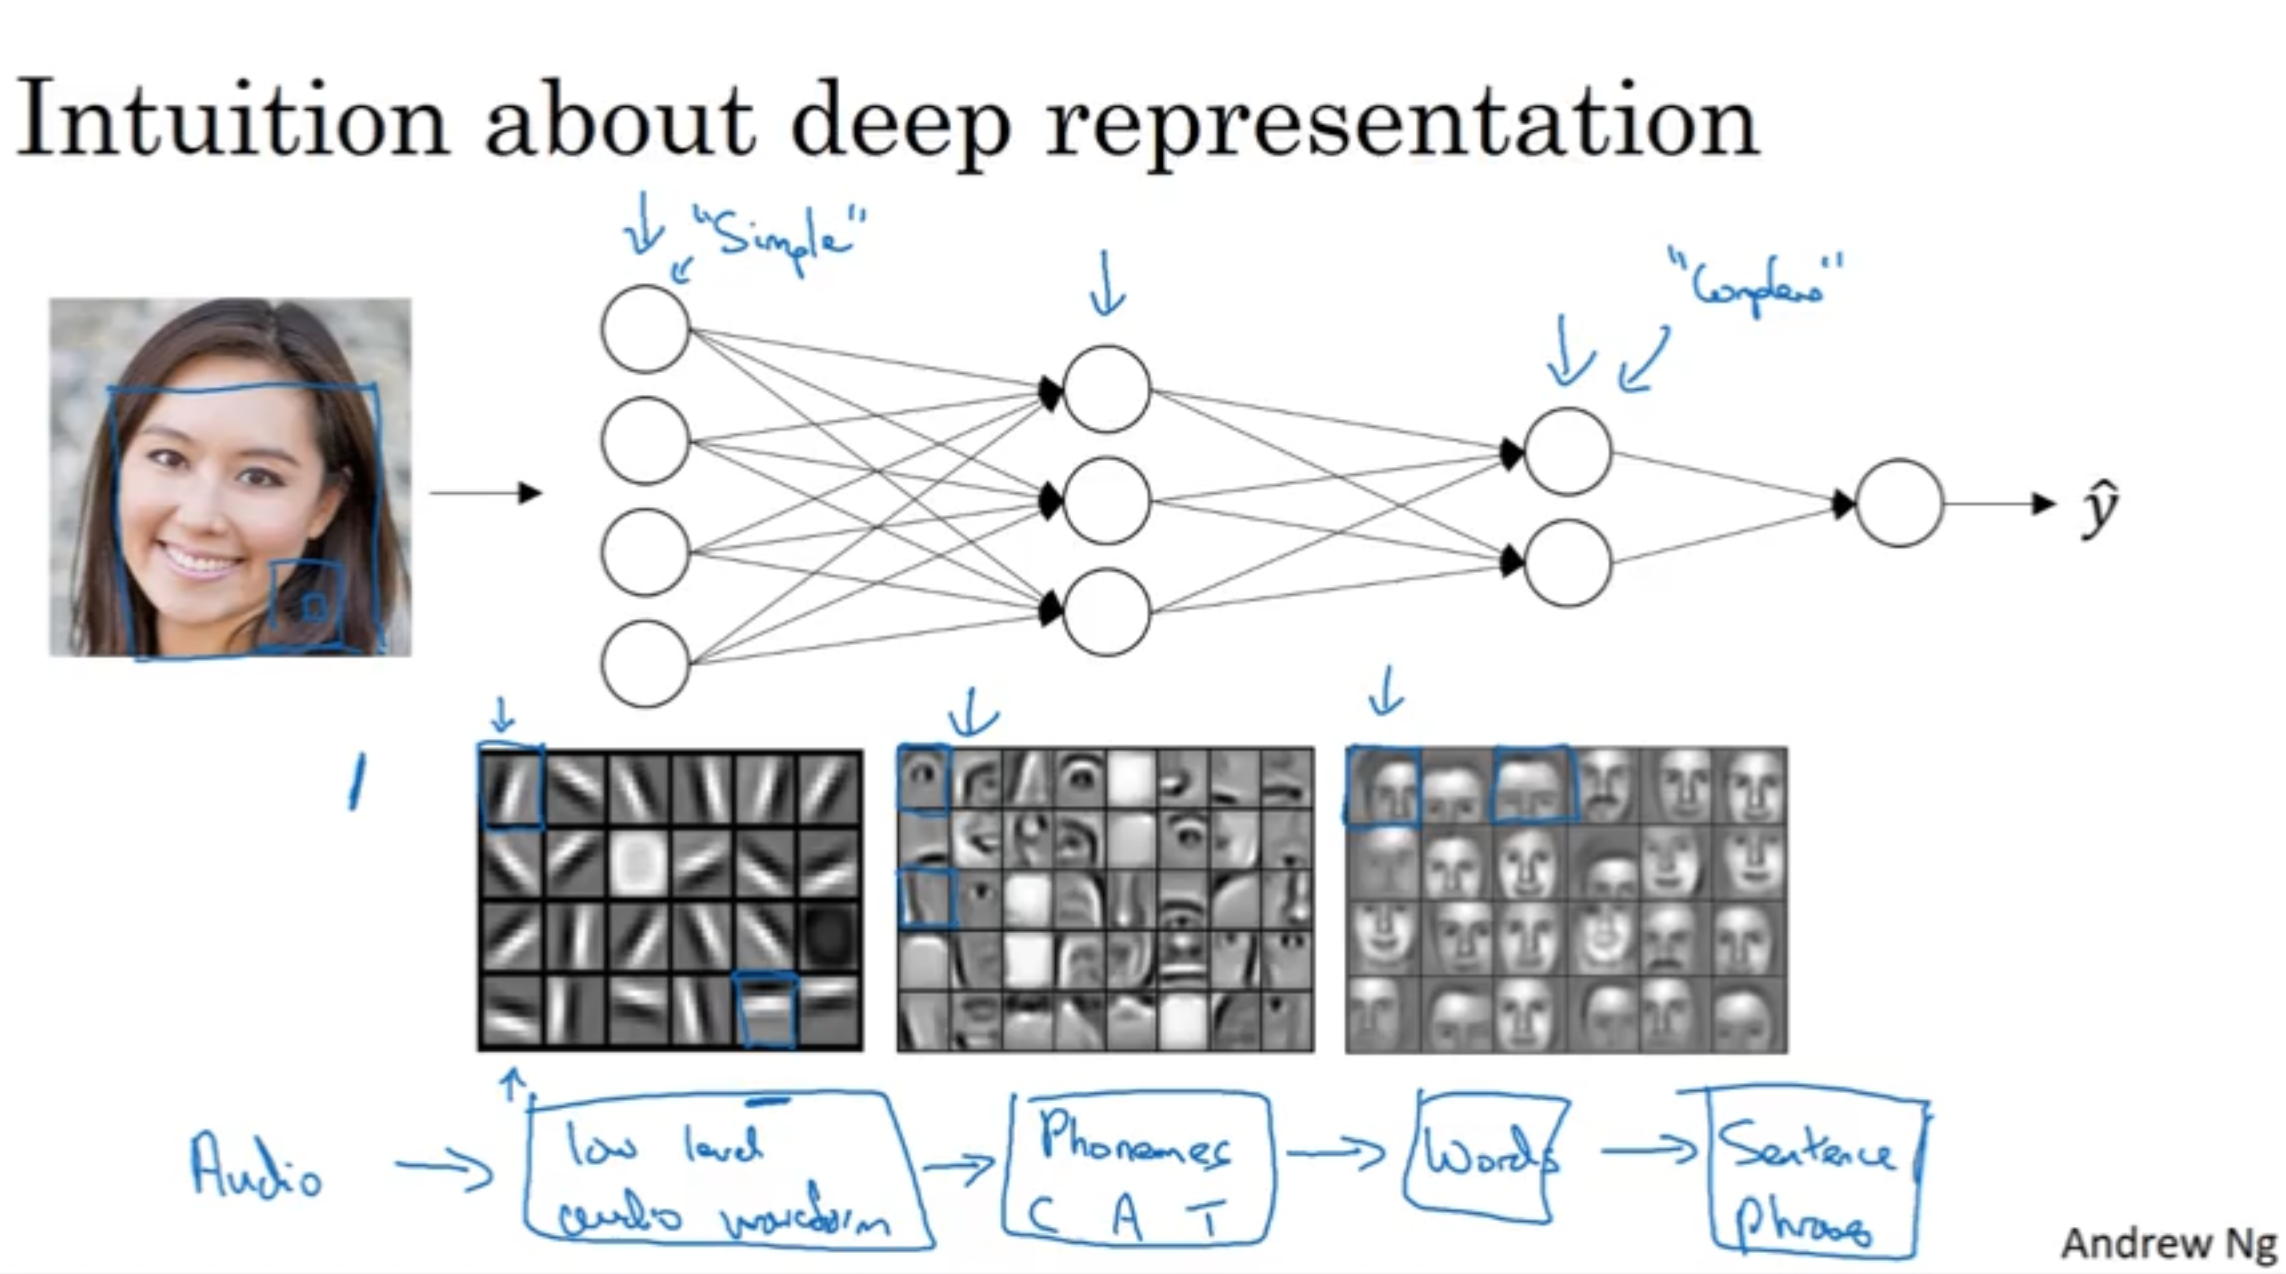 Intuition about deep representation
"Simple"
"Complex"
ŷ
Audio → low level audio waveform → Phonemes C A T → Words → Sentence phrase
Andrew Ng